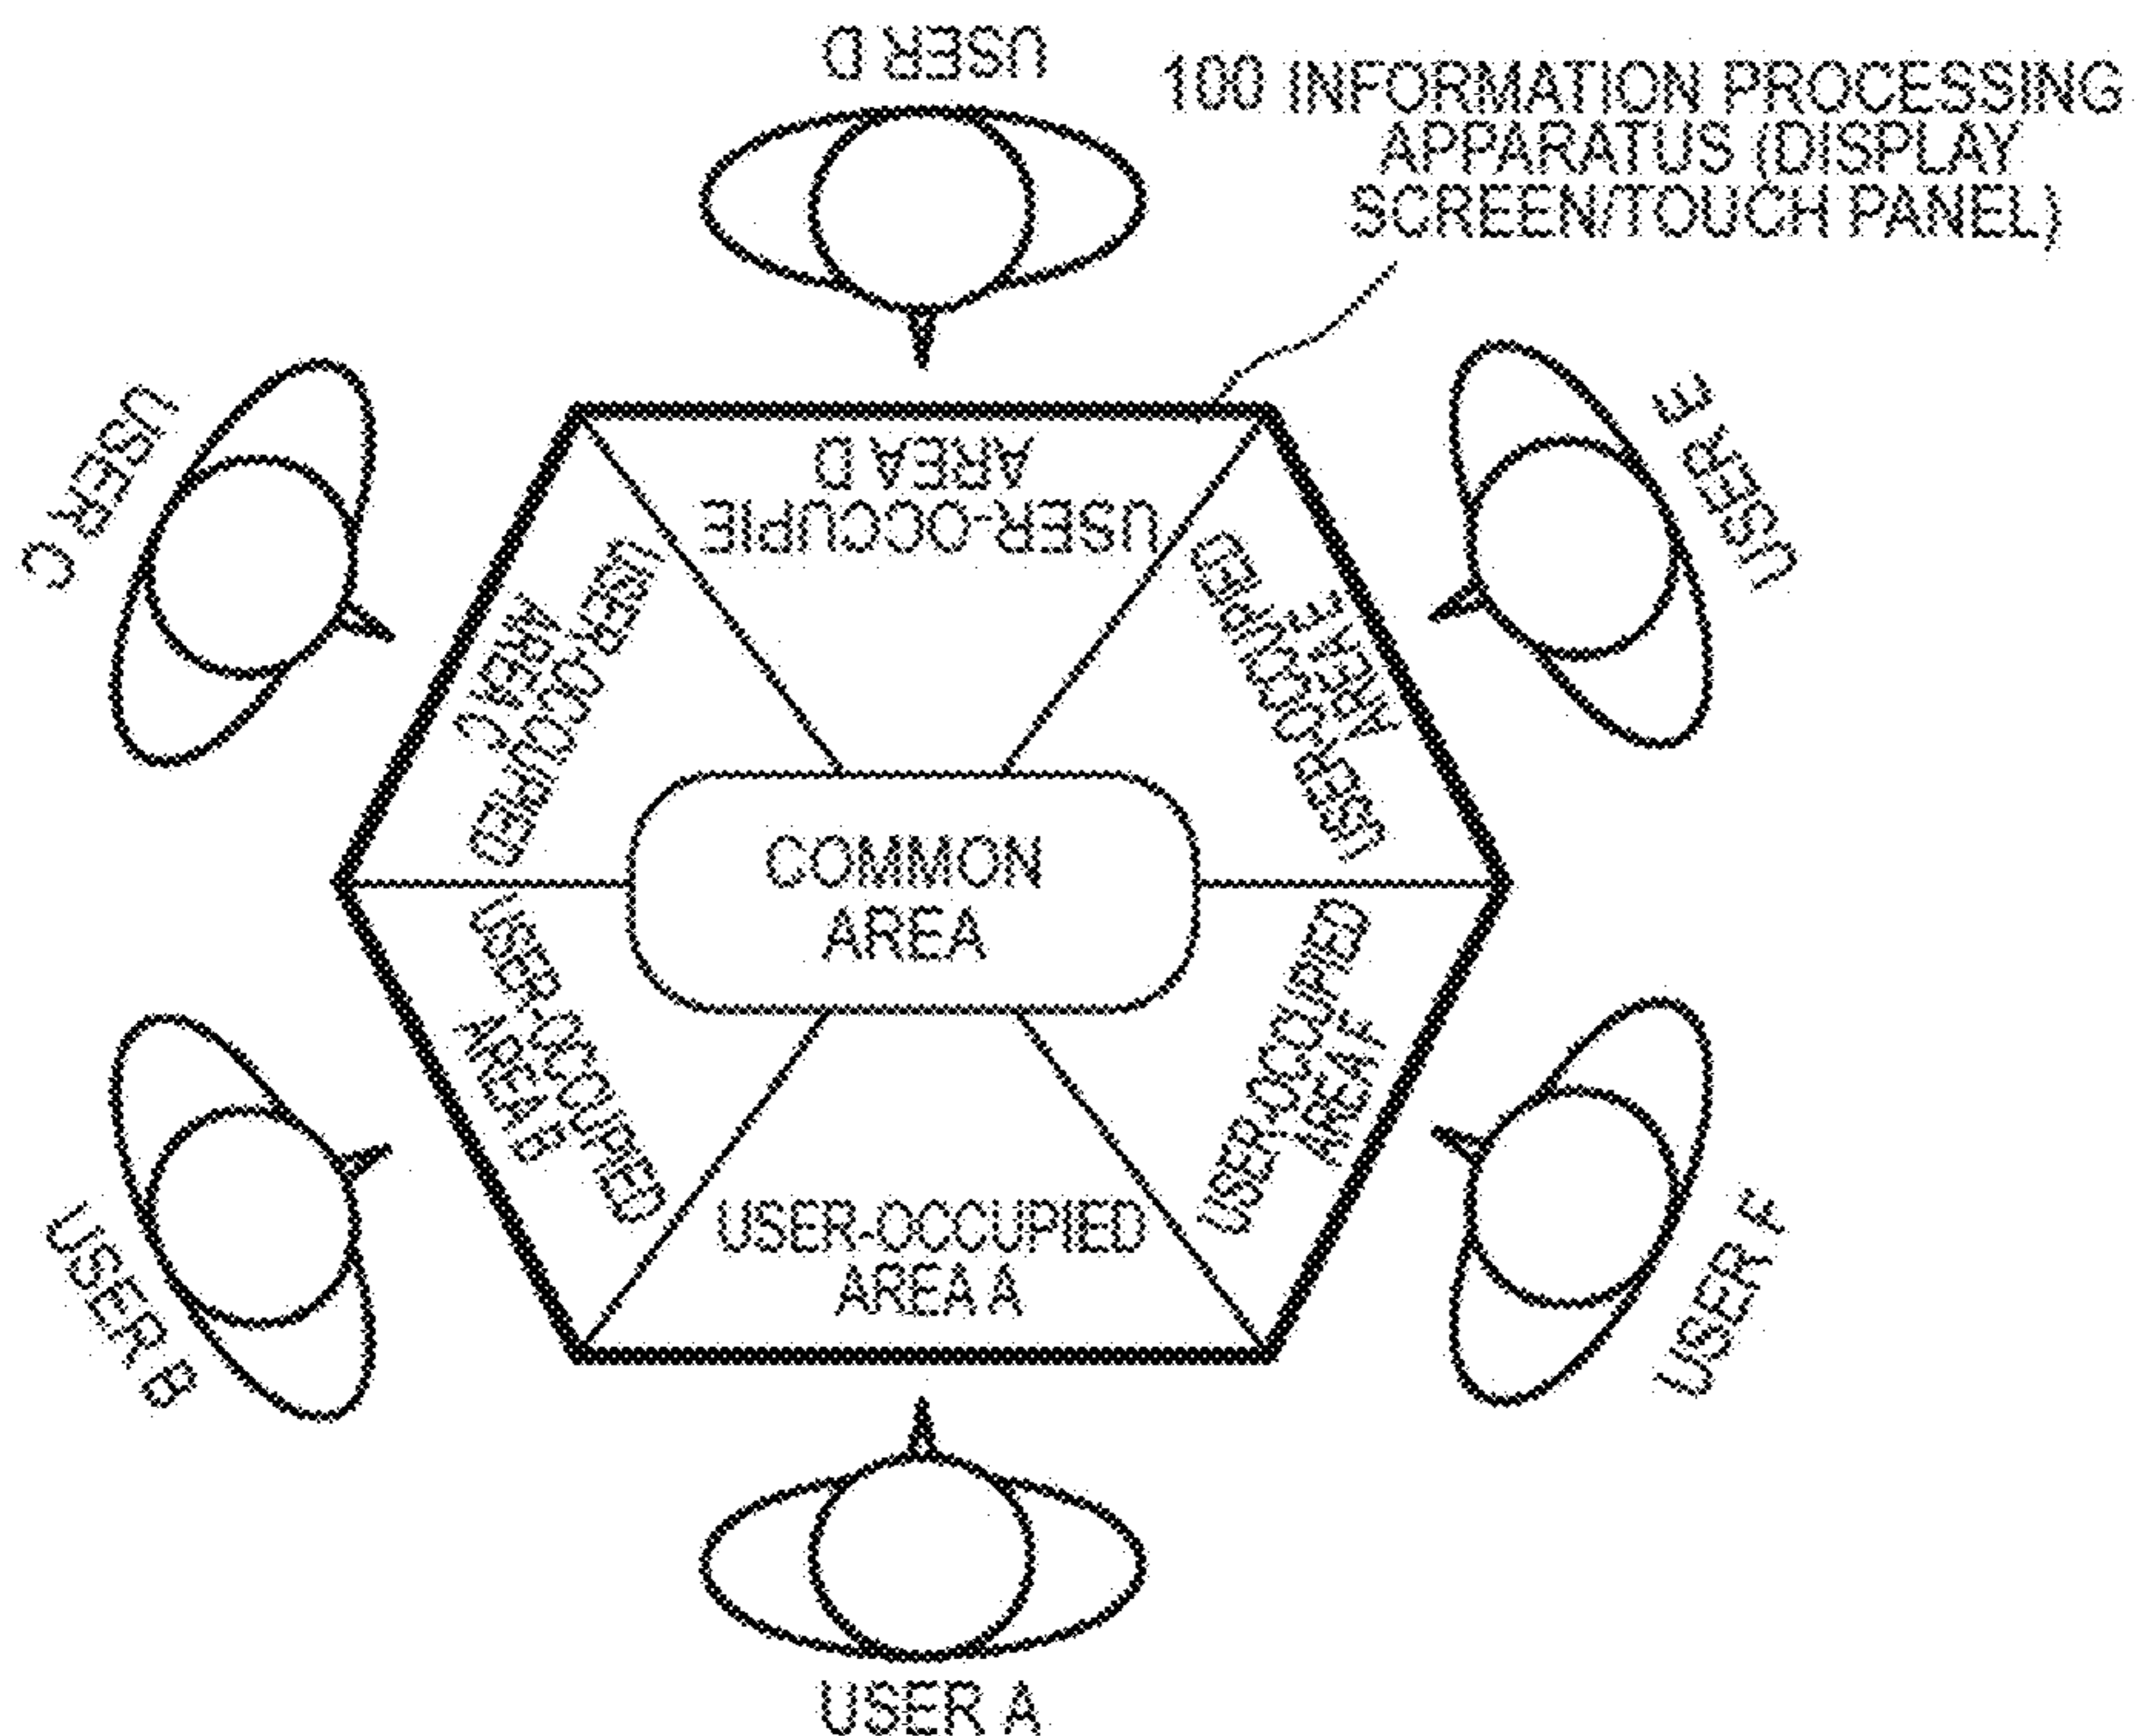 USER D
100 INFORMATION PROCESSING
APPARATUS (DISPLAY
SCREEN/TOUCH PANEL)
USER C
USER E
USER-OCCUPIE
AREA D
USER-OCCUPIED
AREA C
USER-OCCUPIED
AREA E
COMMON
AREA
USER-OCCUPIED
AREA B
USER-OCCUPIED
AREA F
USER-OCCUPIED
AREA A
USER B
USER F
USER A